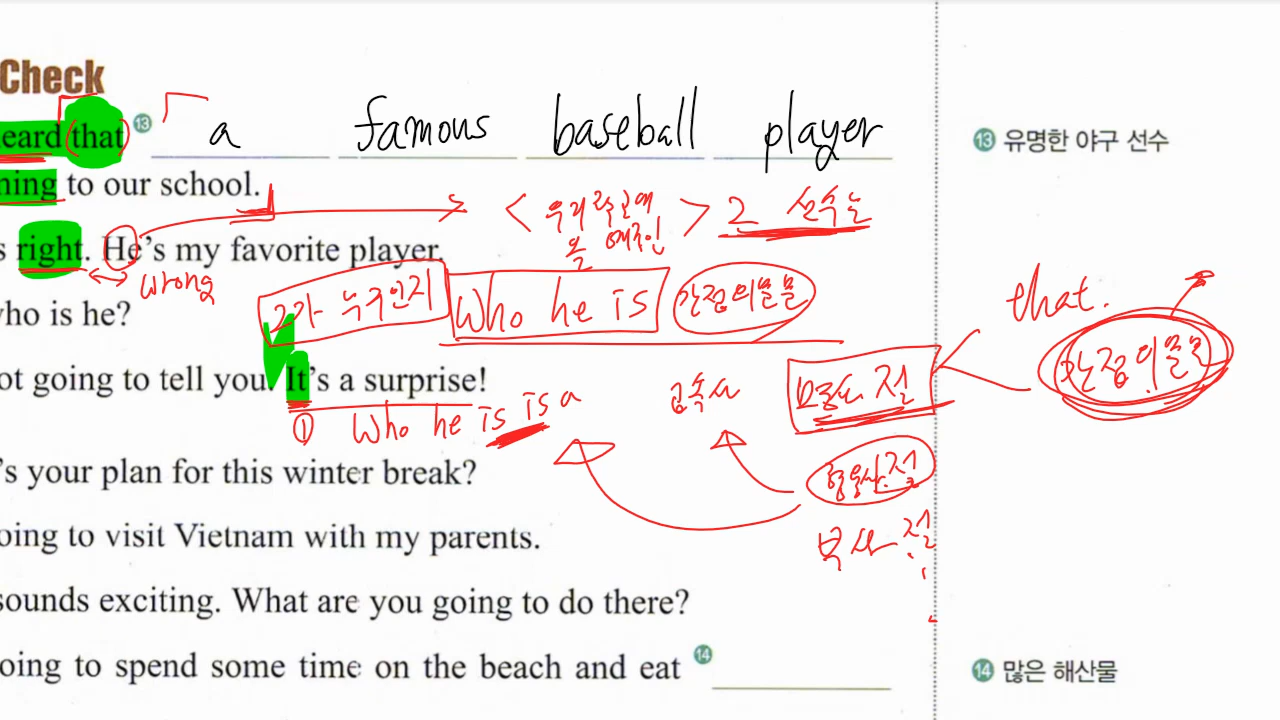 Check
eard that 13 a famous baseball player
13 유명한 야구 선수
ning to our school.
< 우리 학교에 올 예정인 > 그 선수는
s right. He's my favorite player.
wrong
그가 누구인지 who he is 간접의문문
who is he?
that.
간접의문문
ot going to tell you. It's a surprise!
① Who he is is a
명사절
형용사절
부사절
's your plan for this winter break?
oing to visit Vietnam with my parents.
sounds exciting. What are you going to do there?
oing to spend some time on the beach and eat 14
14 많은 해산물